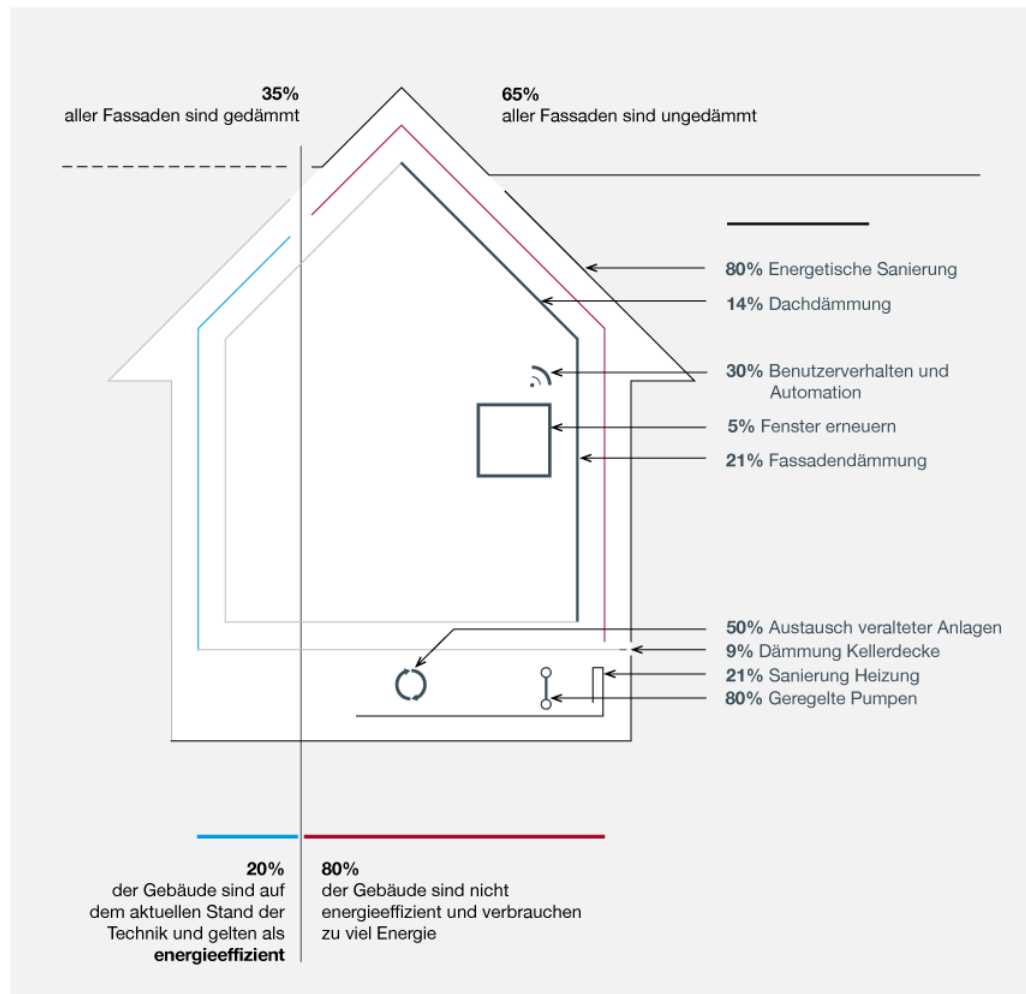 35%
aller Fassaden sind gedämmt
65%
aller Fassaden sind ungedämmt
80% Energetische Sanierung
14% Dachdämmung
30% Benutzerverhalten und
Automation
5% Fenster erneuern
21% Fassadendämmung
50% Austausch veralteter Anlagen
9% Dämmung Kellerdecke
21% Sanierung Heizung
80% Geregelte Pumpen
20%
der Gebäude sind auf
dem aktuellen Stand der
Technik und gelten als
energieeffizient
80%
der Gebäude sind nicht
energieeffizient und verbrauchen
zu viel Energie